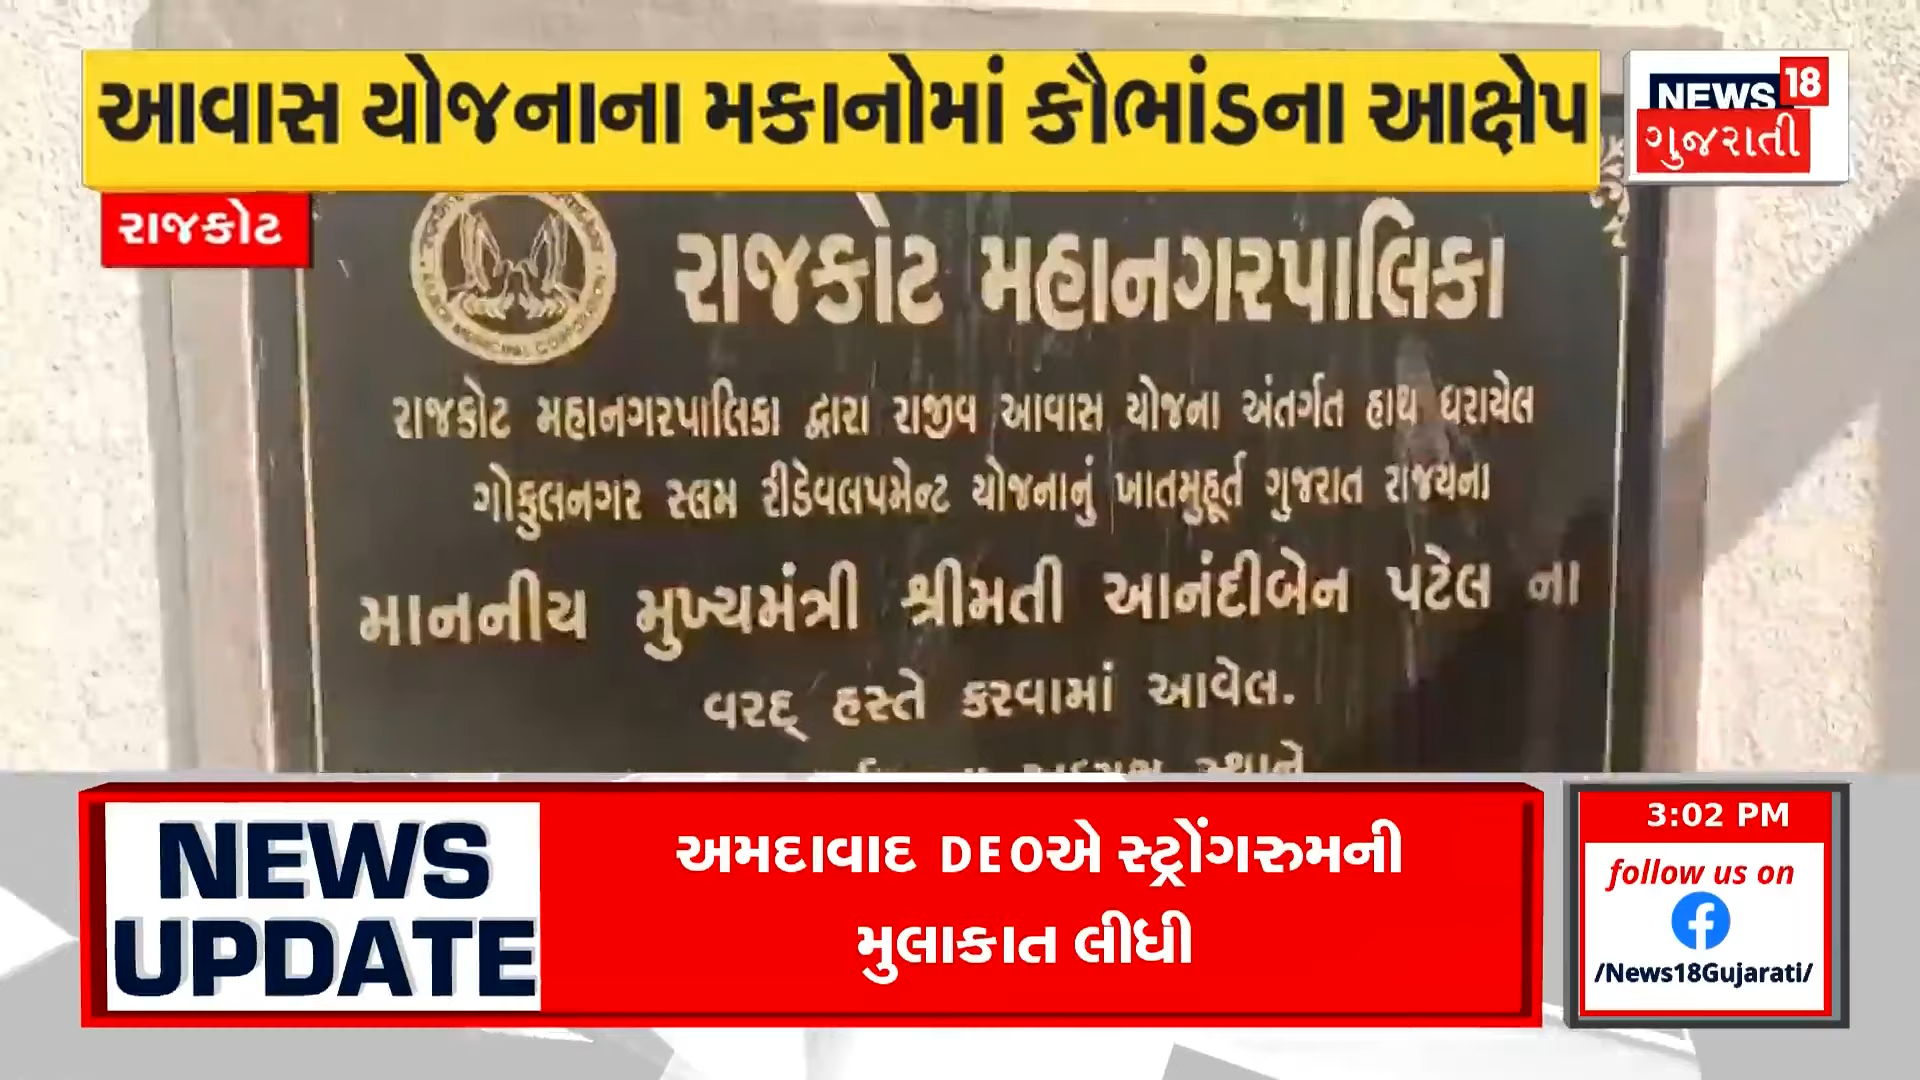 આવાસ યોજનાના મકાનોમાં કૌભાંડના આક્ષેપ
NEWS 18
ગુજરાતી
રાજકોટ
રાજકોટ મહાનગરપાલિકા
રાજકોટ મહાનગરપાલિકા દ્વારા રાજીવ આવાસ યોજના અંતર્ગત હાથ ધરાયેલ
ગોકુલનગર સ્લમ રીડેવલપમેન્ટ યોજનાનું ખાતમુહૂર્ત ગુજરાત રાજ્યના
માનનીય મુખ્યમંત્રી શ્રીમતી આનંદીબેન પટેલ ના
વરદ્ હસ્તે કરવામાં આવેલ.
NEWS
UPDATE
અમદાવાદ DEOએ સ્ટ્રોંગરુમની
મુલાકાત લીધી
3:02 PM
follow us on
/News18Gujarati/